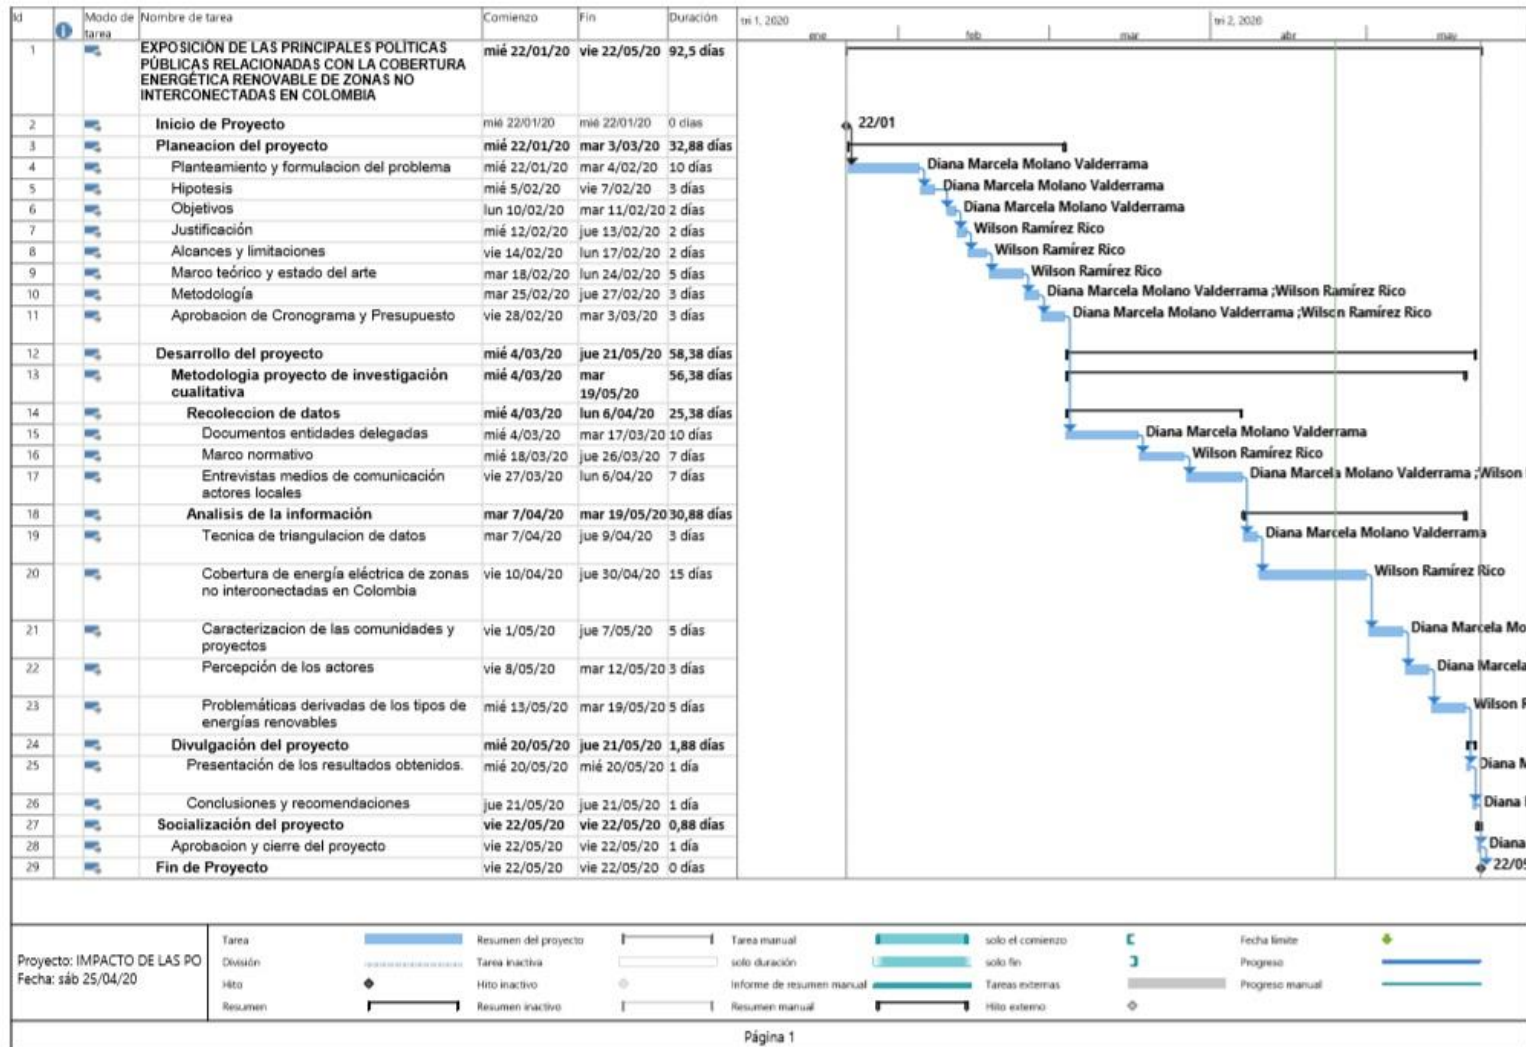 Id Modo de tarea Nombre de tarea Comienzo Fin Duración tri 1, 2020 tri 2, 2020
ene feb mar abr may
1 EXPOSICIÓN DE LAS PRINCIPALES POLÍTICAS mié 22/01/20 vie 22/05/20 92,5 días
PÚBLICAS RELACIONADAS CON LA COBERTURA
ENERGÉTICA RENOVABLE DE ZONAS NO
INTERCONECTADAS EN COLOMBIA
2 Inicio de Proyecto mié 22/01/20 mié 22/01/20 0 días 22/01
3 Planeacion del proyecto mié 22/01/20 mar 3/03/20 32,88 días
4 Planteamiento y formulacion del problema mié 22/01/20 mar 4/02/20 10 días Diana Marcela Molano Valderrama
5 Hipotesis mié 5/02/20 vie 7/02/20 3 días Diana Marcela Molano Valderrama
6 Objetivos lun 10/02/20 mar 11/02/20 2 días Diana Marcela Molano Valderrama
7 Justificación mié 12/02/20 jue 13/02/20 2 días Wilson Ramírez Rico
8 Alcances y limitaciones vie 14/02/20 lun 17/02/20 2 días Wilson Ramírez Rico
9 Marco teórico y estado del arte mar 18/02/20 lun 24/02/20 5 días Wilson Ramírez Rico
10 Metodología mar 25/02/20 jue 27/02/20 3 días Diana Marcela Molano Valderrama ;Wilson Ramírez Rico
11 Aprobacion de Cronograma y Presupuesto vie 28/02/20 mar 3/03/20 3 días Diana Marcela Molano Valderrama ;Wilson Ramírez Rico
12 Desarrollo del proyecto mié 4/03/20 jue 21/05/20 58,38 días
13 Metodologia proyecto de investigación mié 4/03/20 mar 56,38 días
cualitativa 19/05/20
14 Recoleccion de datos mié 4/03/20 lun 6/04/20 25,38 días
15 Documentos entidades delegadas mié 4/03/20 mar 17/03/20 10 días Diana Marcela Molano Valderrama
16 Marco normativo mié 18/03/20 jue 26/03/20 7 días Wilson Ramírez Rico
17 Entrevistas medios de comunicación vie 27/03/20 lun 6/04/20 7 días Diana Marcela Molano Valderrama ;Wilson
actores locales
18 Analisis de la información mar 7/04/20 mar 19/05/20 30,88 días
19 Tecnica de triangulacion de datos mar 7/04/20 jue 9/04/20 3 días Diana Marcela Molano Valderrama
20 Cobertura de energía eléctrica de zonas vie 10/04/20 jue 30/04/20 15 días Wilson Ramírez Rico
no interconectadas en Colombia
21 Caracterizacion de las comunidades y vie 1/05/20 jue 7/05/20 5 días Diana Marcela Mo
proyectos
22 Percepción de los actores vie 8/05/20 mar 12/05/20 3 días Diana Marcela
23 Problemáticas derivadas de los tipos de mié 13/05/20 mar 19/05/20 5 días Wilson R
energías renovables
24 Divulgación del proyecto mié 20/05/20 jue 21/05/20 1,88 días
25 Presentación de los resultados obtenidos. mié 20/05/20 mié 20/05/20 1 día Diana M
26 Conclusiones y recomendaciones jue 21/05/20 jue 21/05/20 1 día Diana
27 Socialización del proyecto vie 22/05/20 vie 22/05/20 0,88 días
28 Aprobacion y cierre del proyecto vie 22/05/20 vie 22/05/20 1 día Diana
29 Fin de Proyecto vie 22/05/20 vie 22/05/20 0 días 22/05
Proyecto: IMPACTO DE LAS PO
Fecha: sáb 25/04/20
Tarea Resumen del proyecto Tarea manual solo el comienzo Fecha límite
División Tarea inactiva solo duración solo fin Progreso
Hito Hito inactivo Informe de resumen manual Tareas externas Progreso manual
Resumen Resumen inactivo Resumen manual Hito externo
Página 1